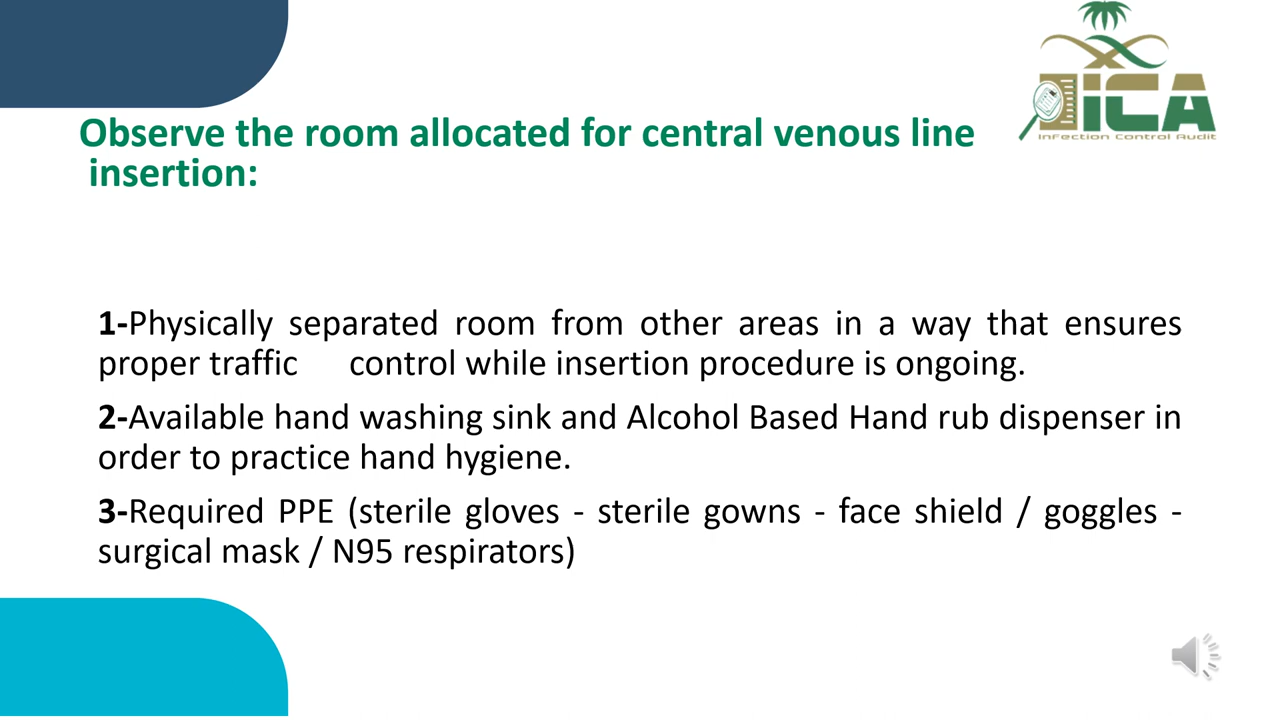 iCA
Infection Control Audit
Observe the room allocated for central venous line
insertion:
1-Physically separated room from other areas in a way that ensures
proper traffic control while insertion procedure is ongoing.
2-Available hand washing sink and Alcohol Based Hand rub dispenser in
order to practice hand hygiene.
3-Required PPE (sterile gloves - sterile gowns - face shield / goggles -
surgical mask / N95 respirators)